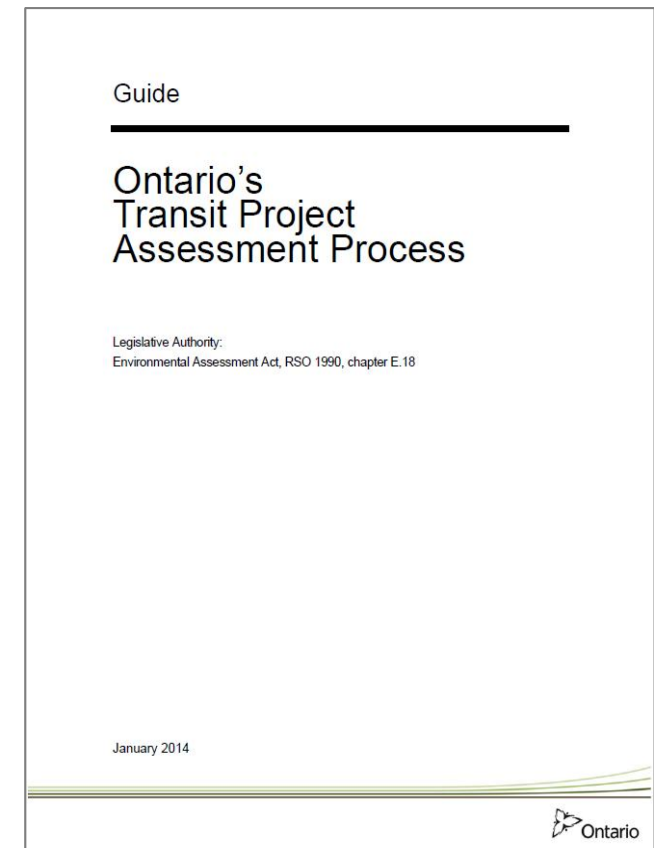 Guide
Ontario's
Transit Project
Assessment Process
Legislative Authority:
Environmental Assessment Act, RSO 1990, chapter E.18
January 2014
Ontario